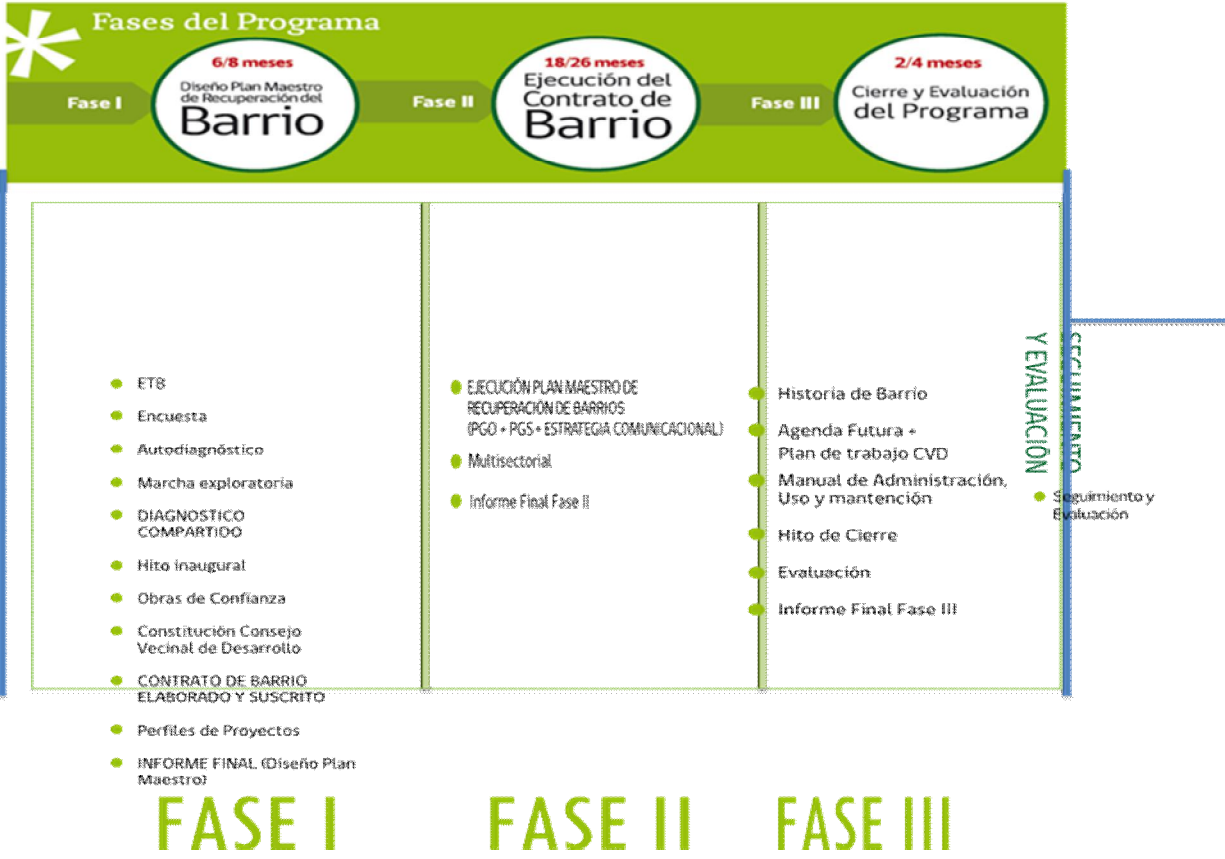 Fases del Programa
Fase I
6/8 meses
Diseño Plan Maestro
de Recuperación del
Barrio
Fase II
18/26 meses
Ejecución del
Contrato de
Barrio
Fase III
2/4 meses
Cierre y Evaluación
del Programa
ETB
Encuesta
Autodiagnóstico
Marcha exploratoria
DIAGNOSTICO
COMPARTIDO
Hito inaugural
Obras de Confianza
Constitución Consejo
Vecinal de Desarrollo
CONTRATO DE BARRIO
ELABORADO Y SUSCRITO
Perfiles de Proyectos
INFORME FINAL (Diseño Plan
Maestro)
EJECUCIÓN PLAN MAESTRO DE
RECUPERACIÓN DE BARRIOS
(PGO + PGS + ESTRATEGIA COMUNICACIONAL)
Multisectorial
Informe Final Fase II
Historia de Barrio
Agenda Futura +
Plan de trabajo CVD
Manual de Administración,
Uso y mantención
Hito de Cierre
Evaluación
Informe Final Fase III
SEGUIMIENTO
Y EVALUACIÓN
Seguimiento y
Evaluación
FASE I
FASE II
FASE III